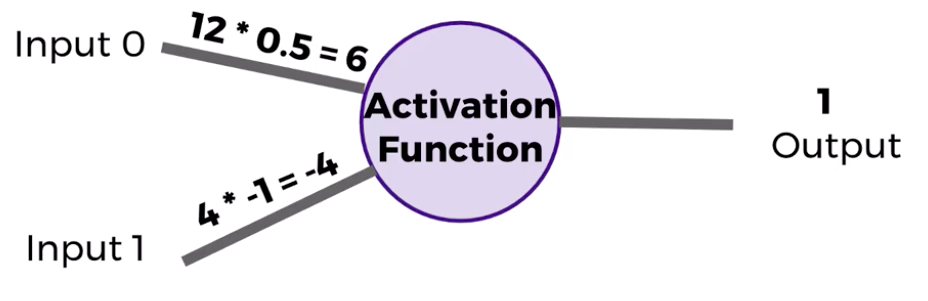 Input 0
12 * 0.5 = 6
Activation
Function
1
Output
4 * -1 = -4
Input 1